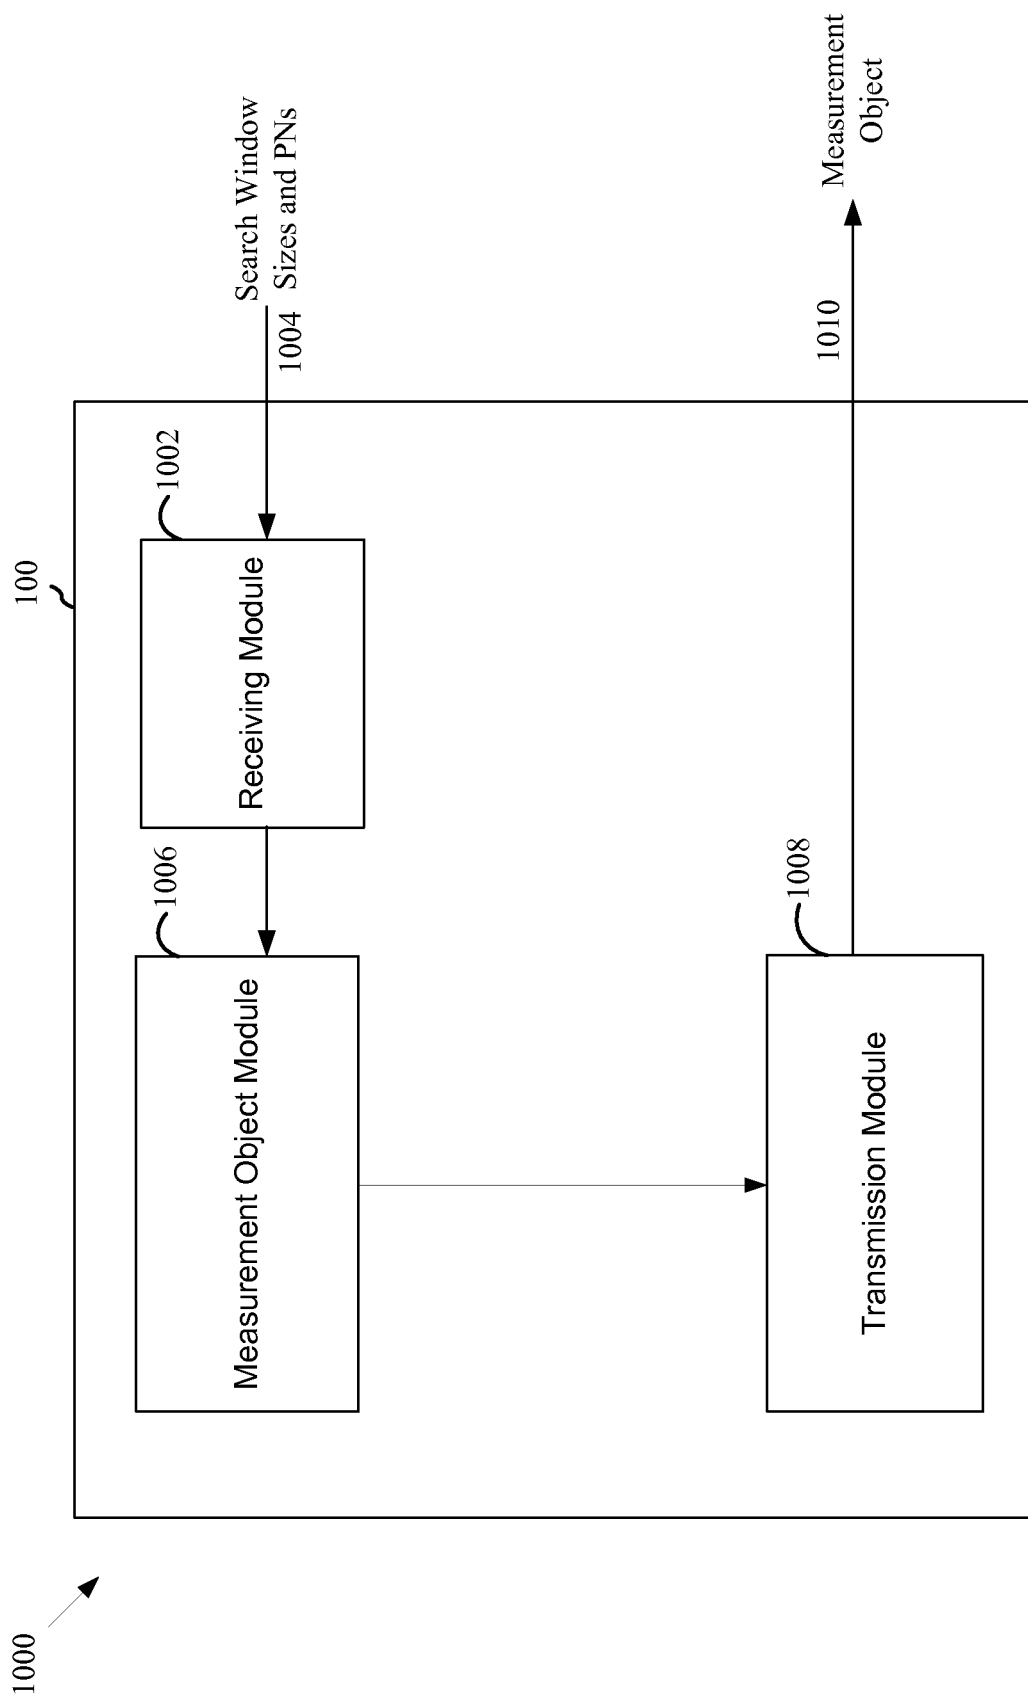 1000
100
Measurement Object Module
1006
Receiving Module
1002
1004
Search Window
Sizes and PNs
Transmission Module
1008
1010
Measurement
Object